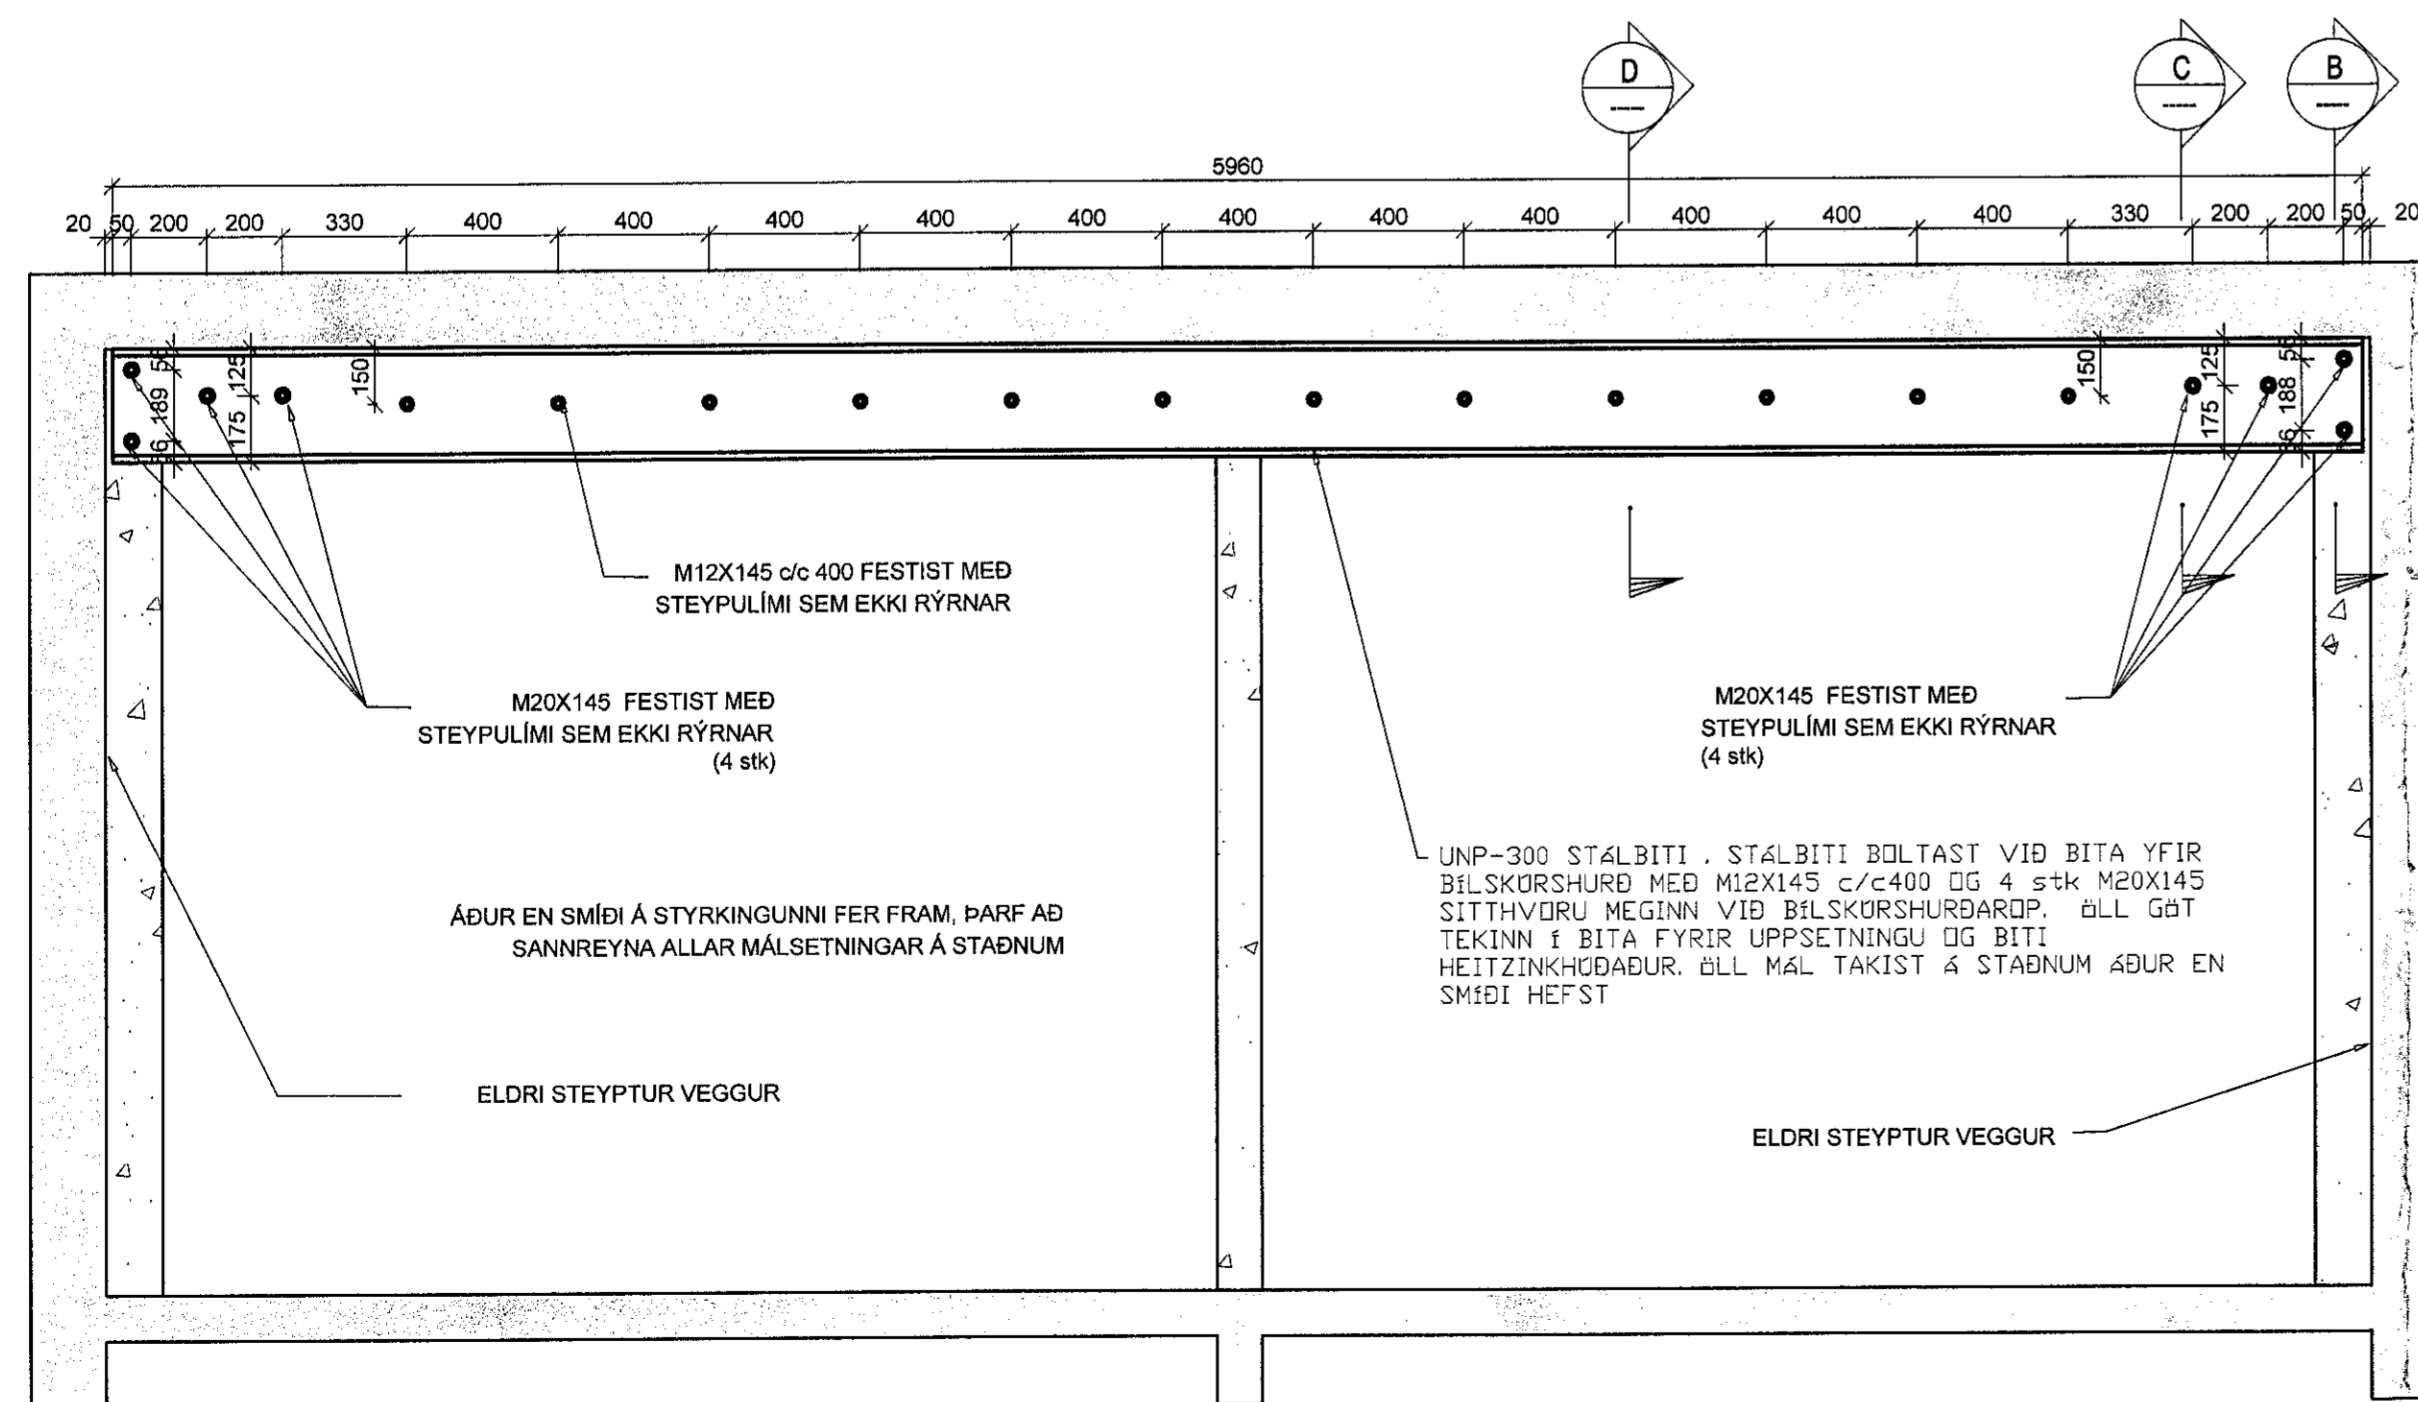 D
C
B
5960
20 50 200 200 330 400 400 400 400 400 400 400 400 400 400 400 330 200 200 50 20
56 189 56
125 175
150
150
125 175
56 188 56
M12X145 c/c 400 FESTIST MEÐ
STEYPULÍMI SEM EKKI RÝRNAR
M20X145 FESTIST MEÐ
STEYPULÍMI SEM EKKI RÝRNAR
(4 stk)
M20X145 FESTIST MEÐ
STEYPULÍMI SEM EKKI RÝRNAR
(4 stk)
UNP-300 STÁLBITI . STÁLBITI BOLTAST VIÐ BITA YFIR
BÍLSKÚRSHURÐ MEÐ M12X145 c/c400 OG 4 stk M20X145
SITTHVORU MEGINN VIÐ BÍLSKÚRSHURÐAROP. ÖLL GÖT
TEKINN Í BITA FYRIR UPPSETNINGU OG BITI
HEITZINKHÚÐAÐUR. ÖLL MÁL TAKIST Á STAÐNUM ÁÐUR EN
SMÍÐI HEFST
ÁÐUR EN SMÍÐI Á STYRKINGUNNI FER FRAM, ÞARF AÐ
SANNREYNA ALLAR MÁLSETNINGAR Á STAÐNUM
ELDRI STEYPTUR VEGGUR
ELDRI STEYPTUR VEGGUR